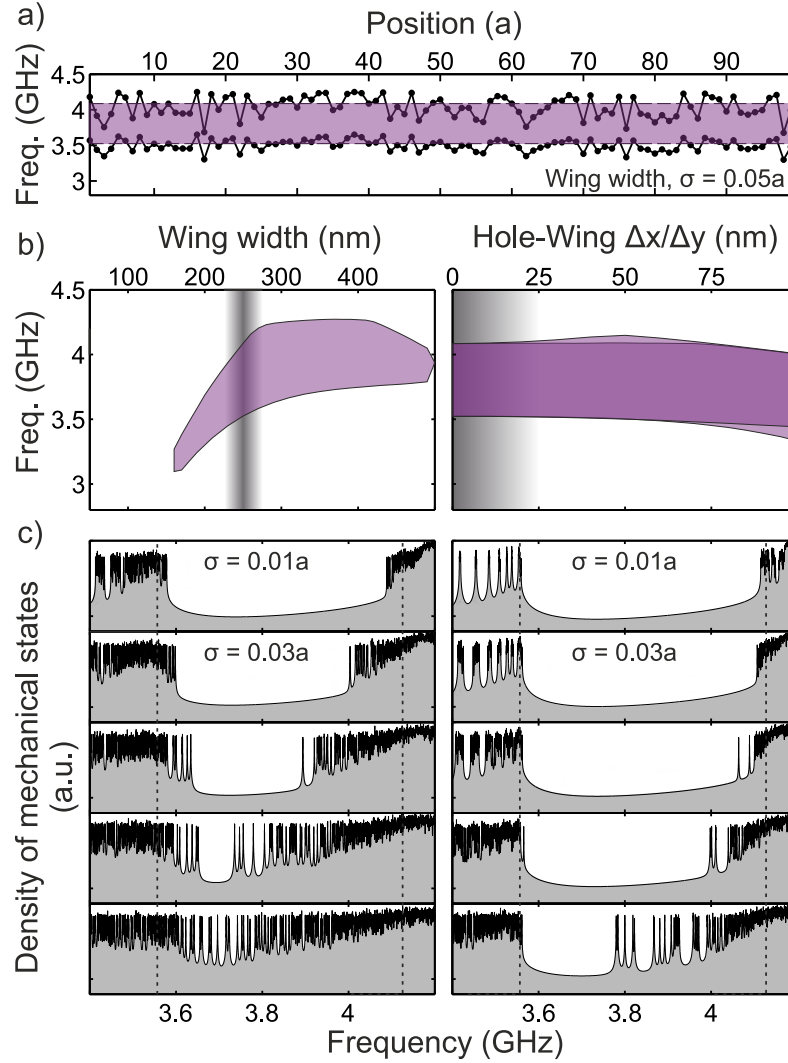 a)
Position (a)
10 20 30 40 50 60 70 80 90
4.5
4
3.5
3
Freq. (GHz)
Wing width, σ = 0.05a
b)
Wing width (nm)
Hole-Wing Δx/Δy (nm)
100 200 300 400
0 25 50 75
4.5
4
3.5
3
Freq. (GHz)
c)
σ = 0.01a
σ = 0.01a
σ = 0.03a
σ = 0.03a
Density of mechanical states
(a.u.)
3.6 3.8 4
3.6 3.8 4
Frequency (GHz)